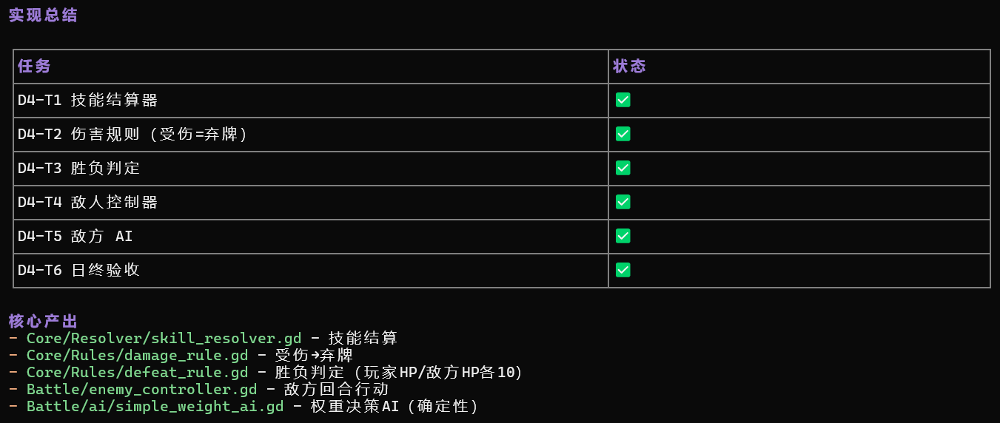 实现总结
任务 状态
D4-T1 技能结算器 ✅
D4-T2 伤害规则（受伤=弃牌） ✅
D4-T3 胜负判定 ✅
D4-T4 敌人控制器 ✅
D4-T5 敌方 AI ✅
D4-T6 日终验收 ✅
核心产出
- Core/Resolver/skill_resolver.gd - 技能结算
- Core/Rules/damage_rule.gd - 受伤→弃牌
- Core/Rules/defeat_rule.gd - 胜负判定（玩家HP/敌方HP各10）
- Battle/enemy_controller.gd - 敌方回合行动
- Battle/ai/simple_weight_ai.gd - 权重决策AI（确定性）